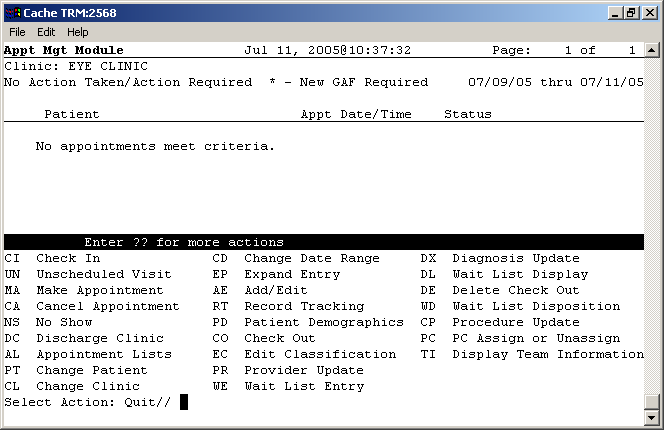 Cache TRM:2568
File Edit Help
Appt Mgt Module Jul 11, 2005@10:37:32 Page: 1 of 1
Clinic: EYE CLINIC
No Action Taken/Action Required * - New GAF Required 07/09/05 thru 07/11/05
Patient Appt Date/Time Status
No appointments meet criteria.
Enter ?? for more actions
CI Check In CD Change Date Range DX Diagnosis Update
UN Unscheduled Visit EP Expand Entry DL Wait List Display
MA Make Appointment AE Add/Edit DE Delete Check Out
CA Cancel Appointment RT Record Tracking WD Wait List Disposition
NS No Show PD Patient Demographics CP Procedure Update
DC Discharge Clinic CO Check Out PC PC Assign or Unassign
AL Appointment Lists EC Edit Classification TI Display Team Information
PT Change Patient PR Provider Update
CL Change Clinic WE Wait List Entry
Select Action: Quit//